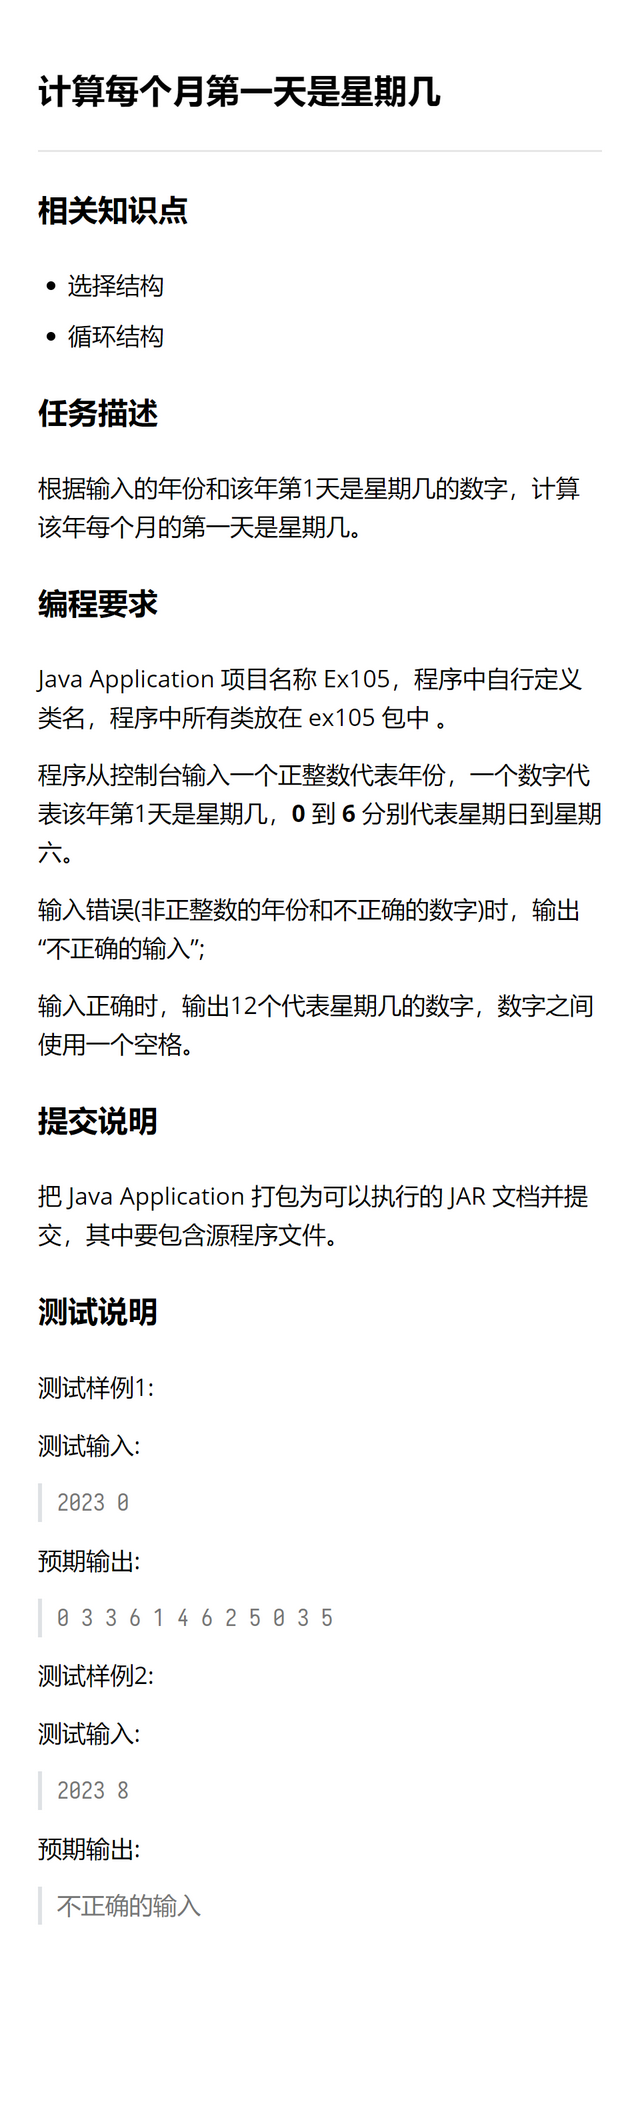 计算每个月第一天是星期几
相关知识点
选择结构
循环结构
任务描述
根据输入的年份和该年第1天是星期几的数字，计算
该年每个月的第一天是星期几。
编程要求
Java Application 项目名称 Ex105，程序中自行定义
类名，程序中所有类放在 ex105 包中 。
程序从控制台输入一个正整数代表年份，一个数字代
表该年第1天是星期几，0 到 6 分别代表星期日到星期
六。
输入错误(非正整数的年份和不正确的数字)时，输出
“不正确的输入”;
输入正确时，输出12个代表星期几的数字，数字之间
使用一个空格。
提交说明
把 Java Application 打包为可以执行的 JAR 文档并提
交，其中要包含源程序文件。
测试说明
测试样例1:
测试输入:
2023 0
预期输出:
0 3 3 6 1 4 6 2 5 0 3 5
测试样例2:
测试输入:
2023 8
预期输出:
不正确的输入